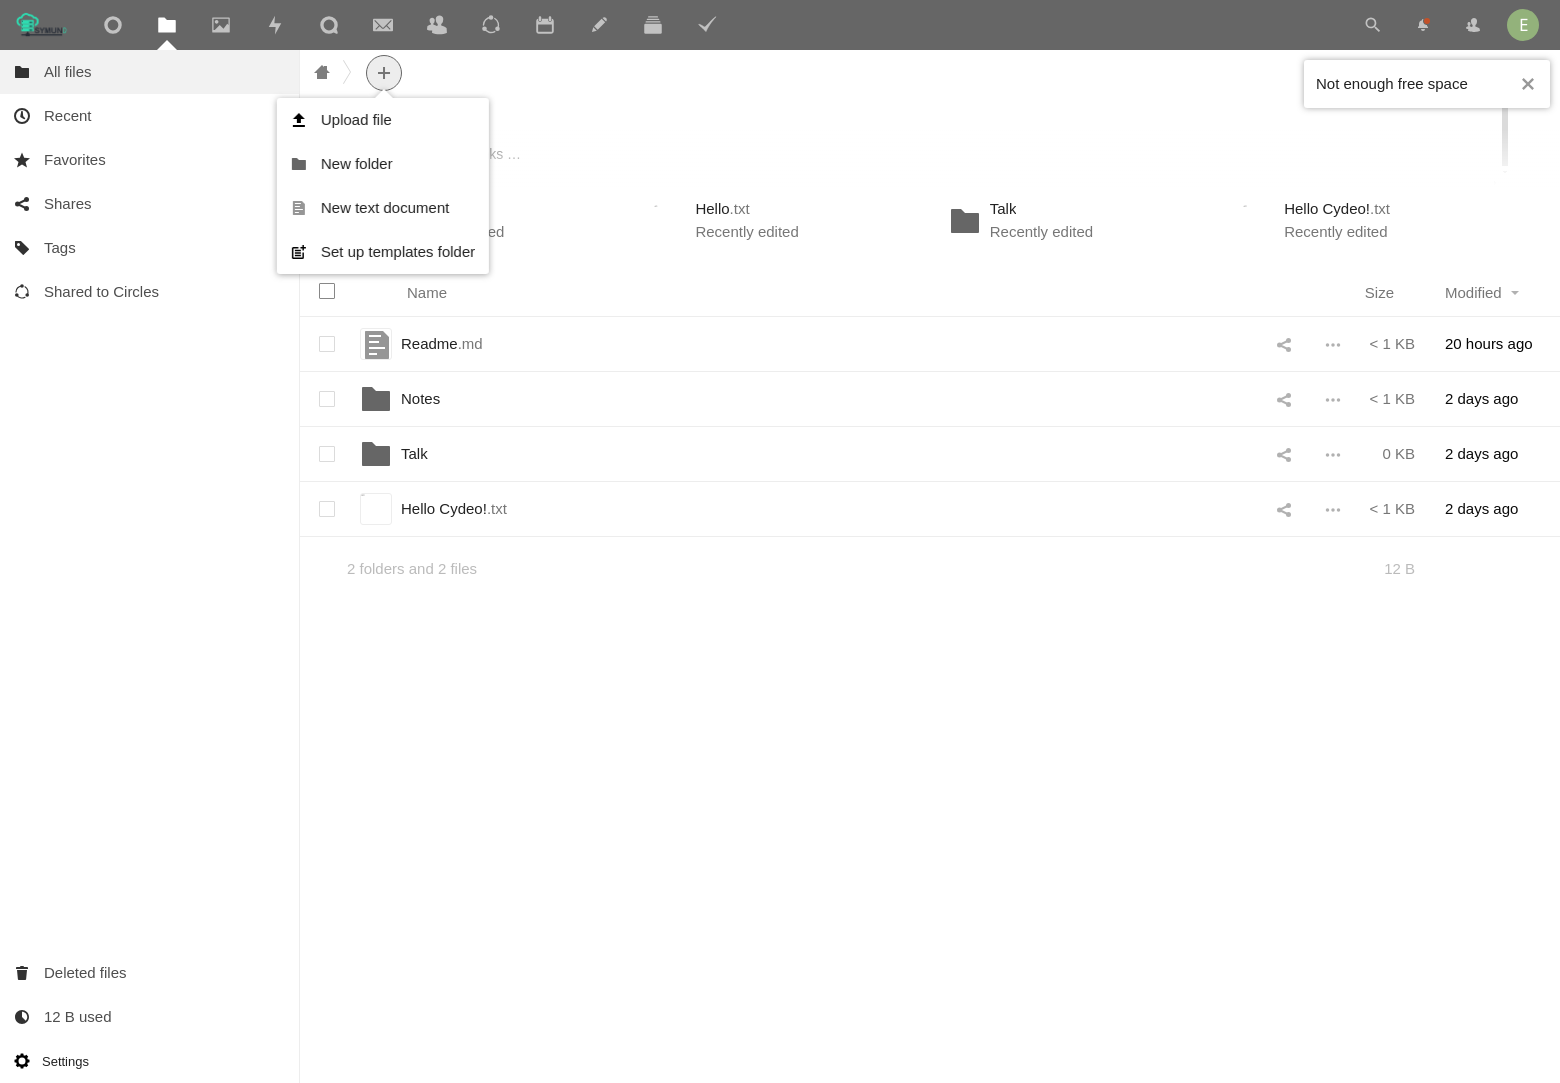 E
All files
Recent
Favorites
Shares
Tags
Shared to Circles
Deleted files
12 B used
Settings
Not enough free space
Upload file
New folder
New text document
Set up templates folder
ks …
ed
Hello.txt
Recently edited
Talk
Recently edited
Hello Cydeo!.txt
Recently edited
Name Size Modified
Readme.md < 1 KB 20 hours ago
Notes < 1 KB 2 days ago
Talk 0 KB 2 days ago
Hello Cydeo!.txt < 1 KB 2 days ago
2 folders and 2 files 12 B